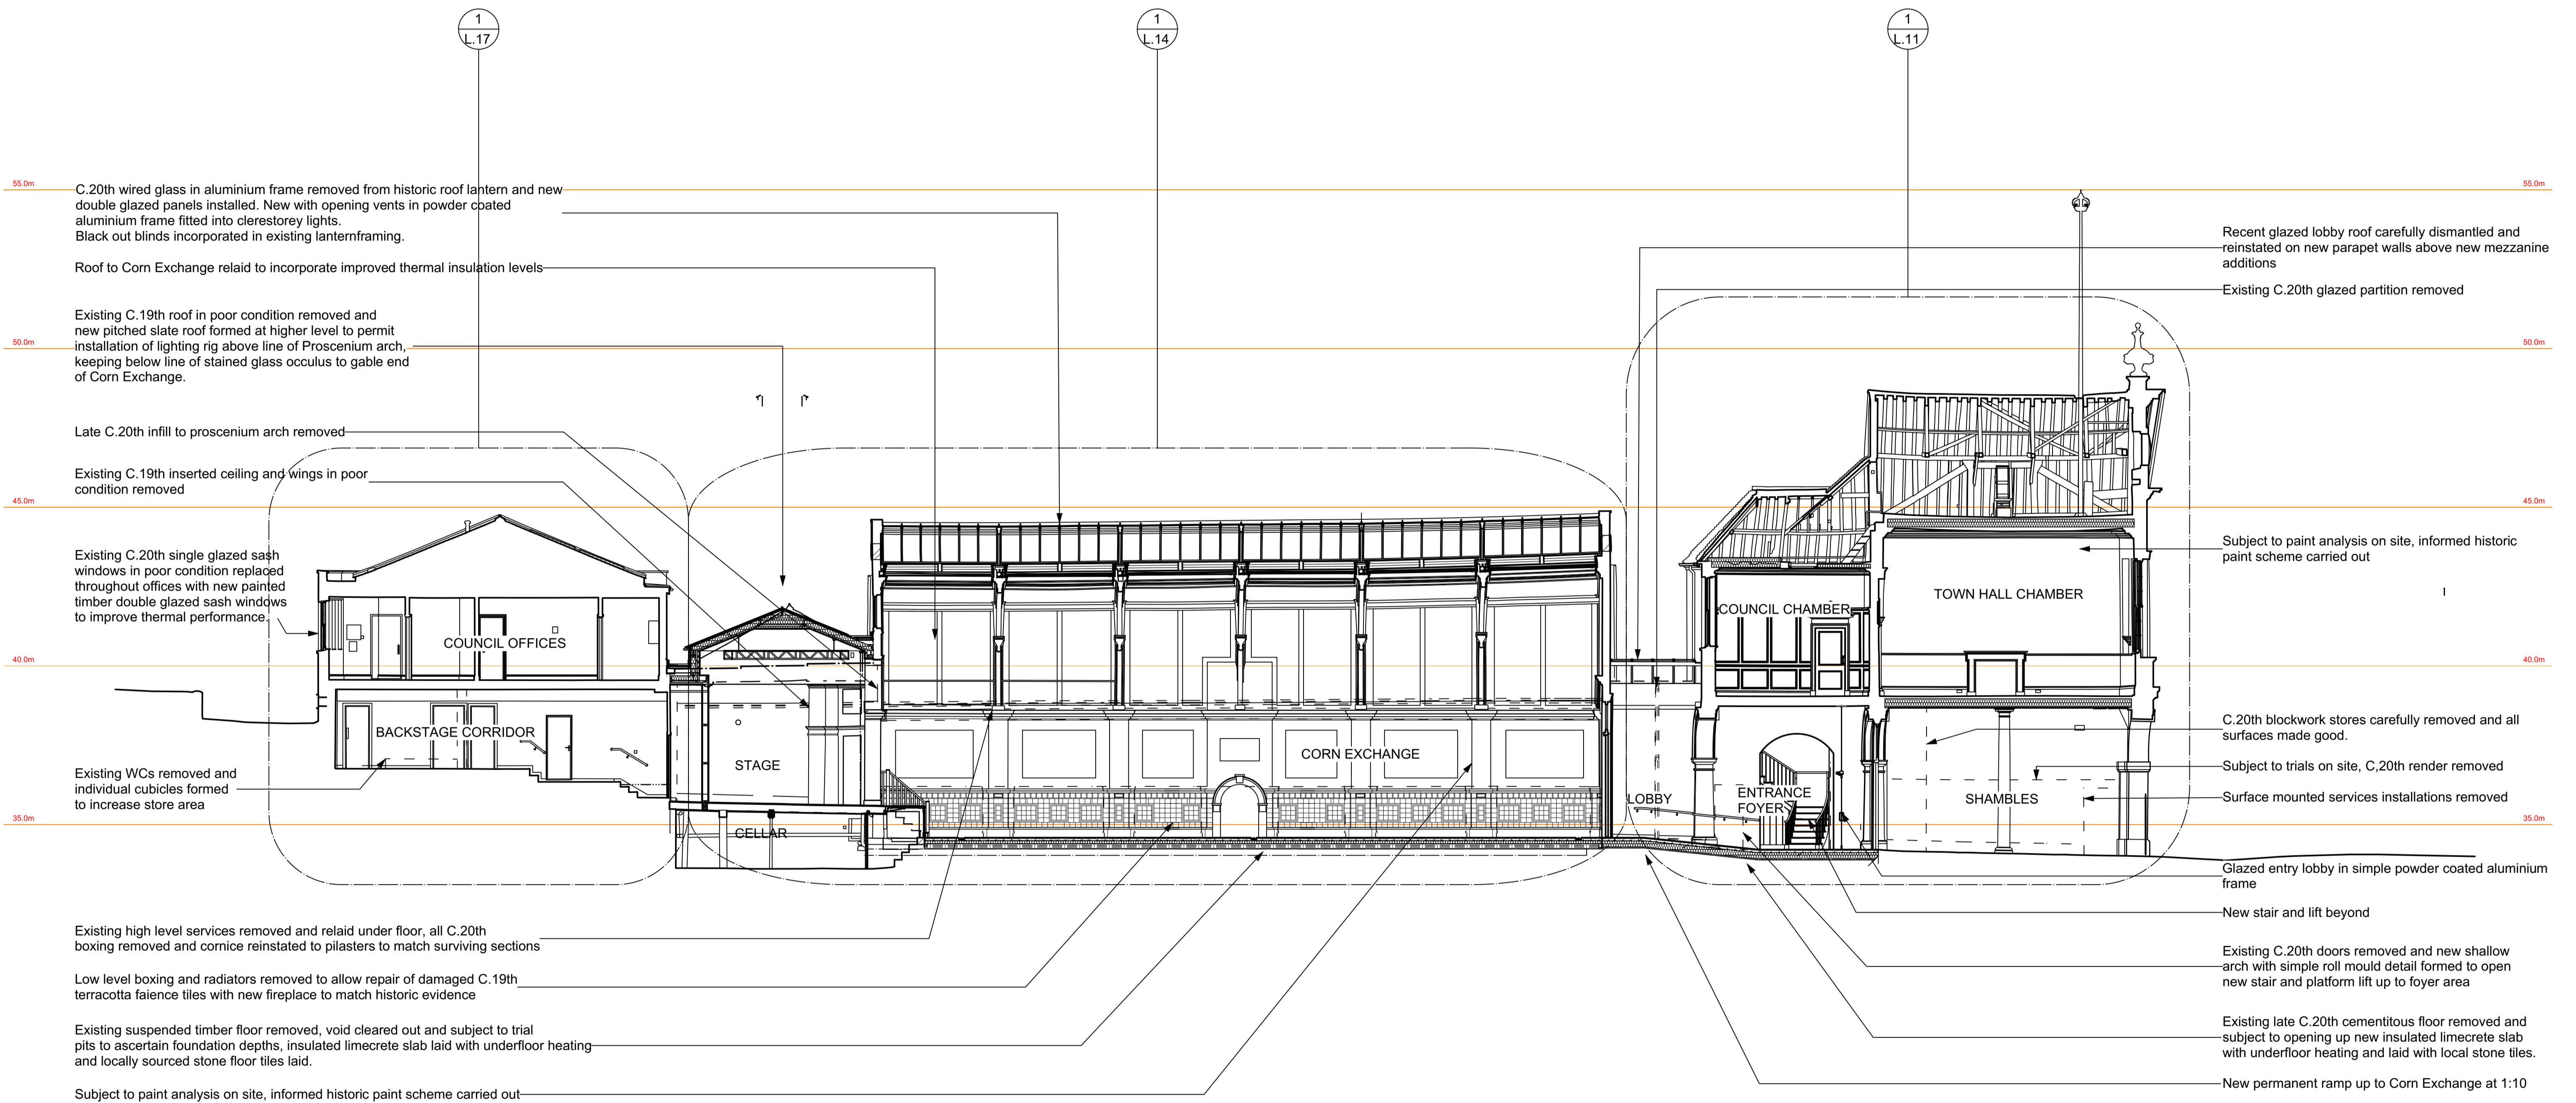 1
L.17
1
L.14
1
L.11
55.0m
55.0m
C.20th wired glass in aluminium frame removed from historic roof lantern and new
double glazed panels installed. New with opening vents in powder coated
aluminium frame fitted into clerestorey lights.
Black out blinds incorporated in existing lanternframing.
Roof to Corn Exchange relaid to incorporate improved thermal insulation levels
Existing C.19th roof in poor condition removed and
new pitched slate roof formed at higher level to permit
installation of lighting rig above line of Proscenium arch,
keeping below line of stained glass occulus to gable end
of Corn Exchange.
50.0m
50.0m
Late C.20th infill to proscenium arch removed
Existing C.19th inserted ceiling and wings in poor
condition removed
45.0m
45.0m
Existing C.20th single glazed sash
windows in poor condition replaced
throughout offices with new painted
timber double glazed sash windows
to improve thermal performance.
40.0m
40.0m
Existing WCs removed and
individual cubicles formed
to increase store area
35.0m
35.0m
COUNCIL OFFICES
BACKSTAGE CORRIDOR
STAGE
CELLAR
CORN EXCHANGE
LOBBY
ENTRANCE
FOYER
COUNCIL CHAMBER
TOWN HALL CHAMBER
SHAMBLES
Existing high level services removed and relaid under floor, all C.20th
boxing removed and cornice reinstated to pilasters to match surviving sections
Low level boxing and radiators removed to allow repair of damaged C.19th
terracotta faience tiles with new fireplace to match historic evidence
Existing suspended timber floor removed, void cleared out and subject to trial
pits to ascertain foundation depths, insulated limecrete slab laid with underfloor heating
and locally sourced stone floor tiles laid.
Subject to paint analysis on site, informed historic paint scheme carried out
Recent glazed lobby roof carefully dismantled and
reinstated on new parapet walls above new mezzanine
additions
Existing C.20th glazed partition removed
Subject to paint analysis on site, informed historic
paint scheme carried out
C.20th blockwork stores carefully removed and all
surfaces made good.
Subject to trials on site, C,20th render removed
Surface mounted services installations removed
Glazed entry lobby in simple powder coated aluminium
frame
New stair and lift beyond
Existing C.20th doors removed and new shallow
arch with simple roll mould detail formed to open
new stair and platform lift up to foyer area
Existing late C.20th cementitous floor removed and
subject to opening up new insulated limecrete slab
with underfloor heating and laid with local stone tiles.
New permanent ramp up to Corn Exchange at 1:10